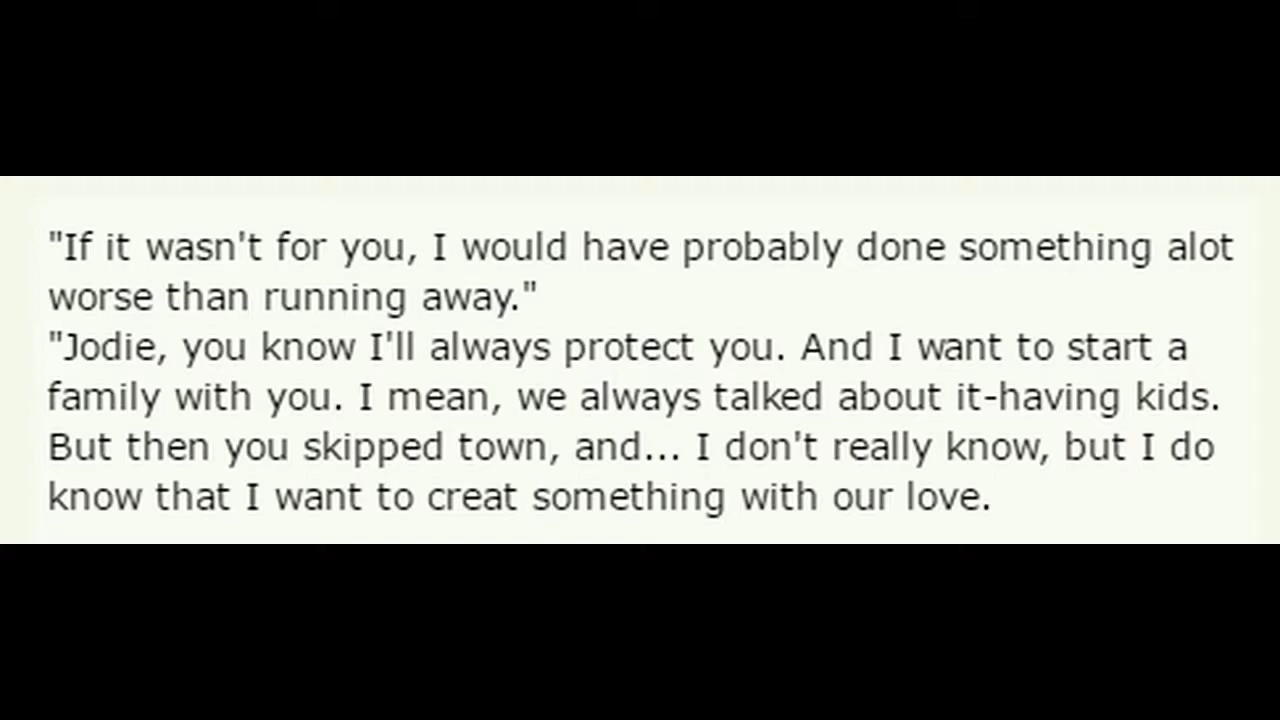 "If it wasn't for you, I would have probably done something alot
worse than running away."
"Jodie, you know I'll always protect you. And I want to start a
family with you. I mean, we always talked about it-having kids.
But then you skipped town, and... I don't really know, but I do
know that I want to creat something with our love.